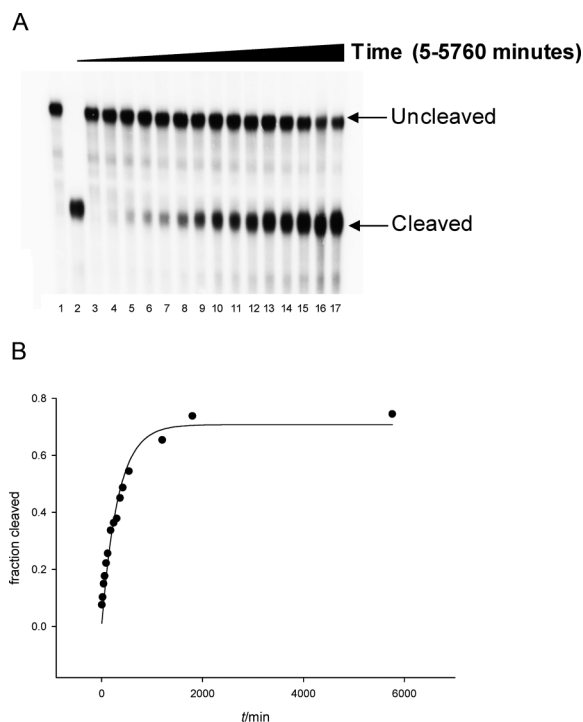 A
Time (5-5760 minutes)
Uncleaved
Cleaved
1 2 3 4 5 6 7 8 9 10 11 12 13 14 15 16 17
B
0.8
0.6
0.4
0.2
0.0
fraction cleaved
0 2000 4000 6000
t/min